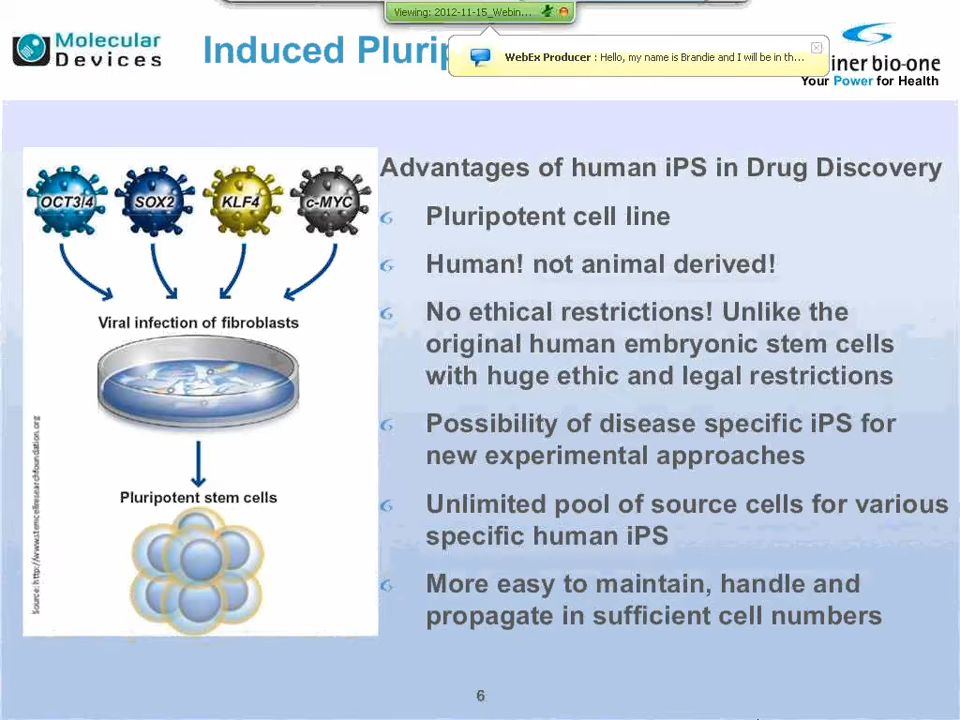 Viewing: 2012-11-15_Webin...
Molecular
Devices
Induced Plurip
WebEx Producer : Hello, my name is Brandie and I will be in th...
iner bio-one
Your Power for Health
Advantages of human iPS in Drug Discovery
OCT3/4
SOX2
KLF4
c-MYC
Pluripotent cell line
Human! not animal derived!
No ethical restrictions! Unlike the
original human embryonic stem cells
with huge ethic and legal restrictions
Possibility of disease specific iPS for
new experimental approaches
Unlimited pool of source cells for various
specific human iPS
More easy to maintain, handle and
propagate in sufficient cell numbers
Viral infection of fibroblasts
Pluripotent stem cells
Source: http://www.stemcellresearchfoundation.org
6